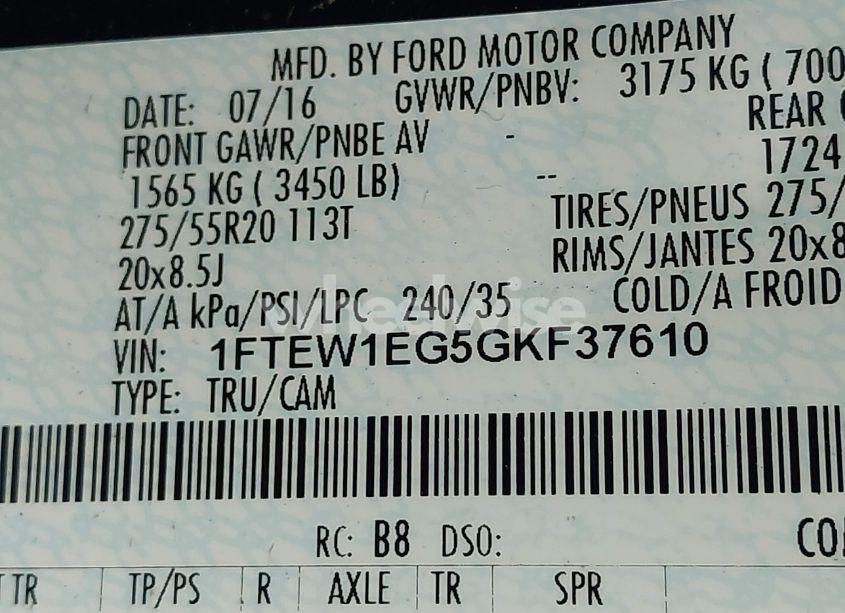 MFD. BY FORD MOTOR COMPANY
DATE: 07/16 GVWR/PNBV: 3175 KG ( 700
FRONT GAWR/PNBE AV - REAR
1565 KG ( 3450 LB) -- 1724
275/55R20 113T TIRES/PNEUS 275/
20x8.5J RIMS/JANTES 20x8
AT/A kPa/PSI/LPC 240/35 COLD/A FROID
wheelwise
VIN: 1FTEW1EG5GKF37610
TYPE: TRU/CAM
RC: B8 DSO:
TR TP/PS R AXLE TR SPR